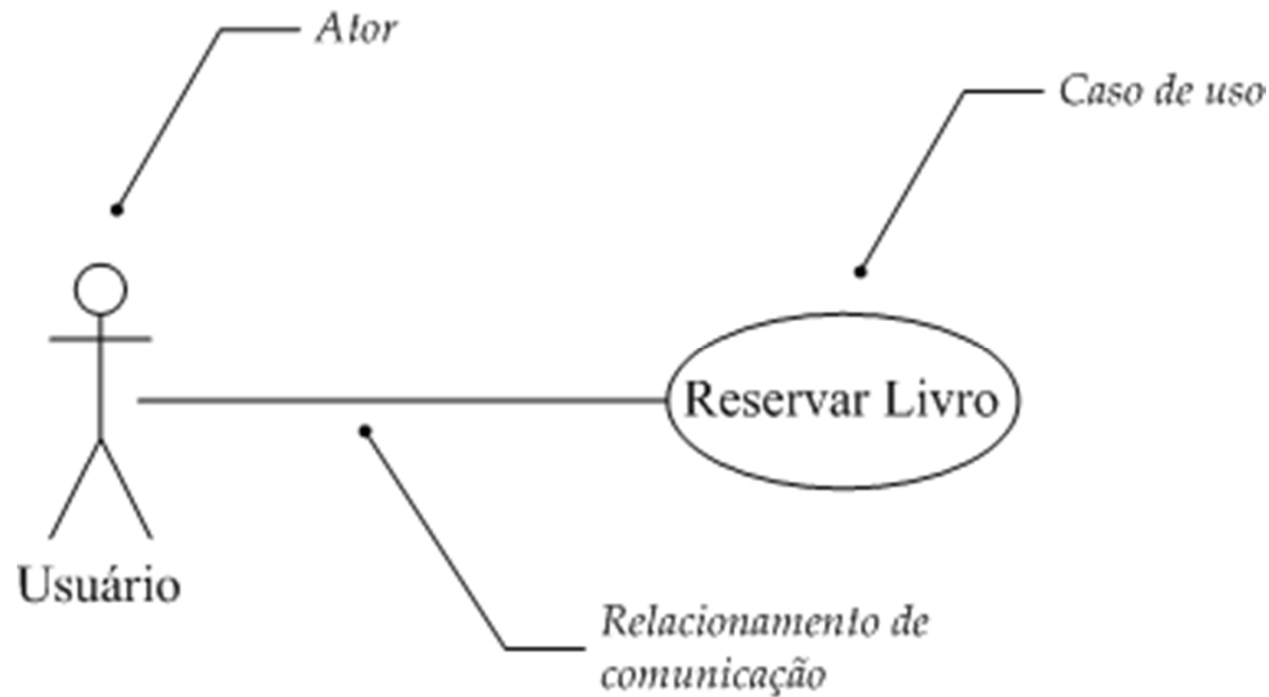 Ator
Caso de uso
Reservar Livro
Usuário
Relacionamento de
comunicação